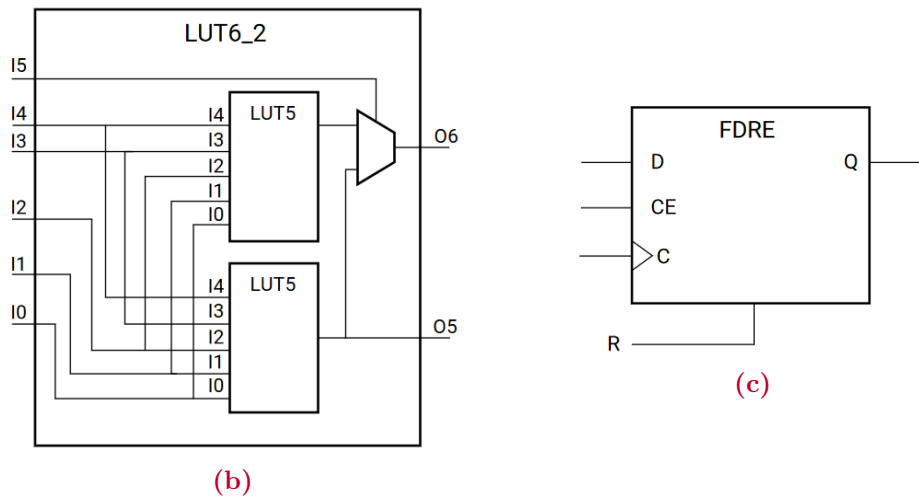 LUT6_2
I5
I4
I3
I2
I1
I0
I4
I3
I2
I1
I0
LUT5
I4
I3
I2
I1
I0
LUT5
O6
O5
(b)
FDRE
D
CE
C
Q
R
(c)